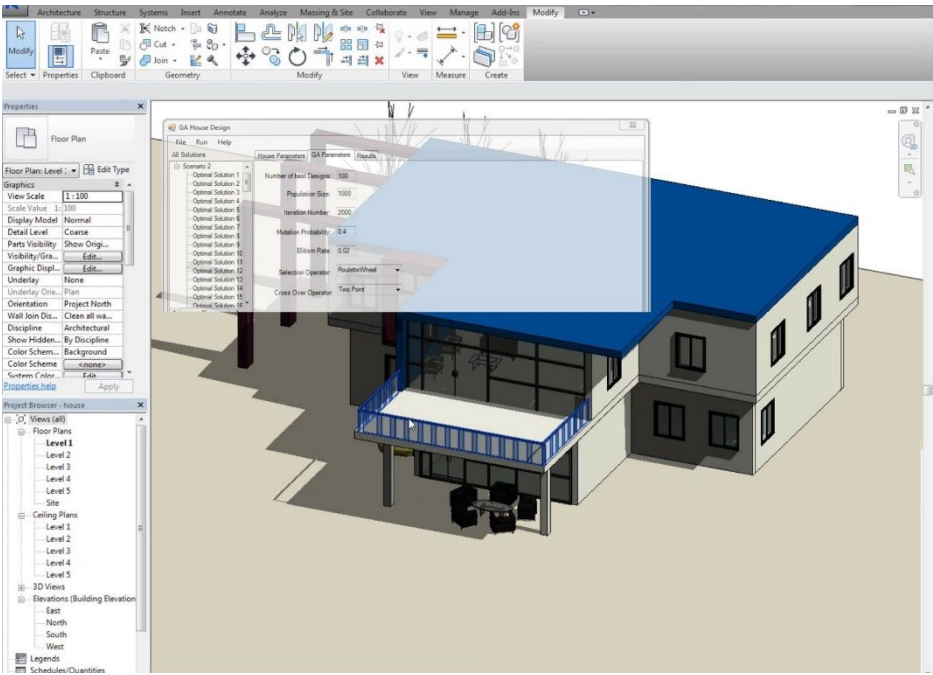 Architecture Structure Systems Insert Annotate Analyze Massing & Site Collaborate View Manage Add-Ins Modify
Modify
Paste
Notch
Cut
Join
Select Properties Clipboard Geometry Modify View Measure Create
Properties
Floor Plan
Floor Plan: Level : Edit Type
Graphics
View Scale 1 : 100
Scale Value 1: 100
Display Model Normal
Detail Level Coarse
Parts Visibility Show Origi...
Visibility/Gra... Edit...
Graphic Displ... Edit...
Underlay None
Underlay Orie... Plan
Orientation Project North
Wall Join Dis... Clean all wa...
Discipline Architectural
Show Hidden... By Discipline
Color Schem... Background
Color Scheme <none>
System Color... Edit...
Properties help Apply
Project Browser - house
Views (all)
Floor Plans
Level 1
Level 2
Level 3
Level 4
Level 5
Site
Ceiling Plans
Level 1
Level 2
Level 3
Level 4
Level 5
3D Views
Elevations (Building Elevation
East
North
South
West
Legends
Schedules/Quantities
GA House Design
File Run Help
All Solutions
Scenario 2
Optimal Solution 1
Optimal Solution 2
Optimal Solution 3
Optimal Solution 4
Optimal Solution 5
Optimal Solution 6
Optimal Solution 7
Optimal Solution 8
Optimal Solution 9
Optimal Solution 10
Optimal Solution 11
Optimal Solution 12
Optimal Solution 13
Optimal Solution 14
Optimal Solution 15
Optimal Solution 16
House Parameters GA Parameters Results
Number of best Designs: 100
Population Size: 1000
Iteration Number: 2000
Mutation Probability: 0.4
Elitism Rate: 0.02
Selection Operator: RouletteWheel
Cross Over Operator: Two Point